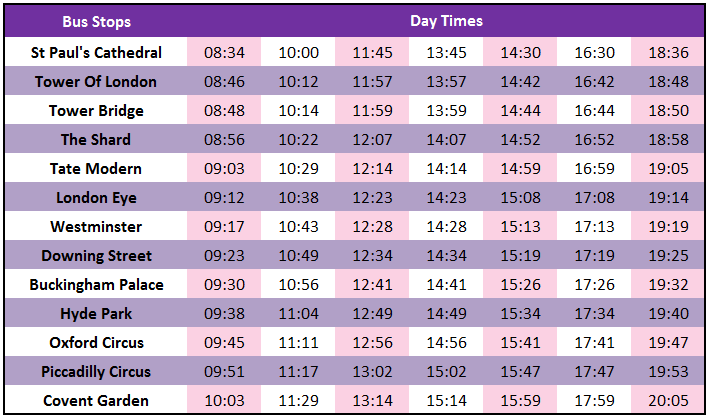 Bus Stops Day Times
St Paul's Cathedral 08:34 10:00 11:45 13:45 14:30 16:30 18:36
Tower Of London 08:46 10:12 11:57 13:57 14:42 16:42 18:48
Tower Bridge 08:48 10:14 11:59 13:59 14:44 16:44 18:50
The Shard 08:56 10:22 12:07 14:07 14:52 16:52 18:58
Tate Modern 09:03 10:29 12:14 14:14 14:59 16:59 19:05
London Eye 09:12 10:38 12:23 14:23 15:08 17:08 19:14
Westminster 09:17 10:43 12:28 14:28 15:13 17:13 19:19
Downing Street 09:23 10:49 12:34 14:34 15:19 17:19 19:25
Buckingham Palace 09:30 10:56 12:41 14:41 15:26 17:26 19:32
Hyde Park 09:38 11:04 12:49 14:49 15:34 17:34 19:40
Oxford Circus 09:45 11:11 12:56 14:56 15:41 17:41 19:47
Piccadilly Circus 09:51 11:17 13:02 15:02 15:47 17:47 19:53
Covent Garden 10:03 11:29 13:14 15:14 15:59 17:59 20:05